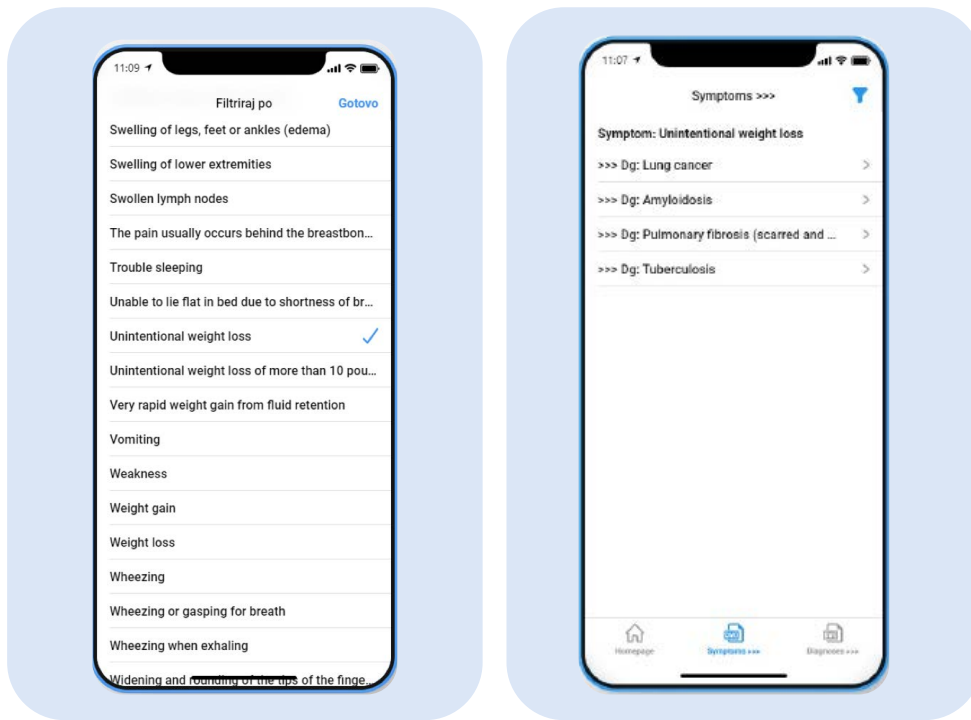 11:09
Filtriraj po
Gotovo
Swelling of legs, feet or ankles (edema)
Swelling of lower extremities
Swollen lymph nodes
The pain usually occurs behind the breastbon...
Trouble sleeping
Unable to lie flat in bed due to shortness of br...
Unintentional weight loss
Unintentional weight loss of more than 10 pou...
Very rapid weight gain from fluid retention
Vomiting
Weakness
Weight gain
Weight loss
Wheezing
Wheezing or gasping for breath
Wheezing when exhaling
Widening and rounding of the tips of the finge...
11:07
Symptoms >>>
Symptom: Unintentional weight loss
>>> Dg: Lung cancer
>>> Dg: Amyloidosis
>>> Dg: Pulmonary fibrosis (scarred and ...
>>> Dg: Tuberculosis
Homepage
Symptoms >>>
Diagnoses >>>